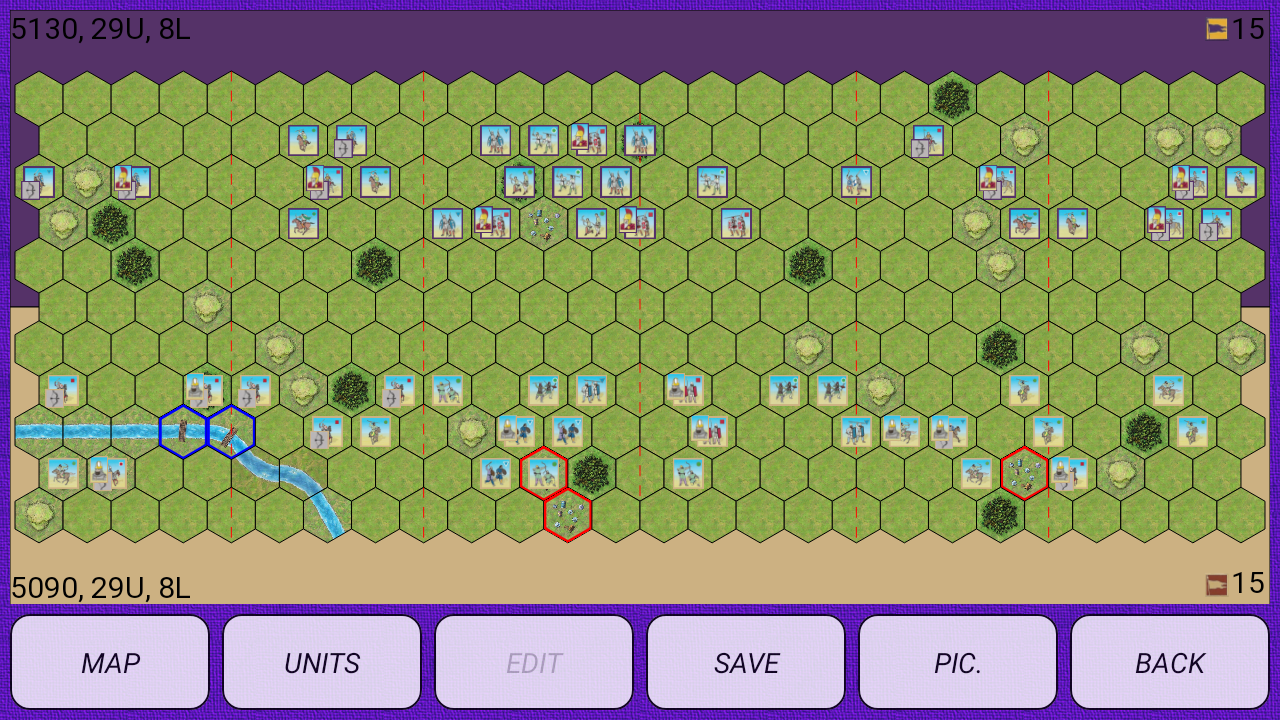 5130, 29U, 8L
15
5090, 29U, 8L
15
MAP
UNITS
EDIT
SAVE
PIC.
BACK